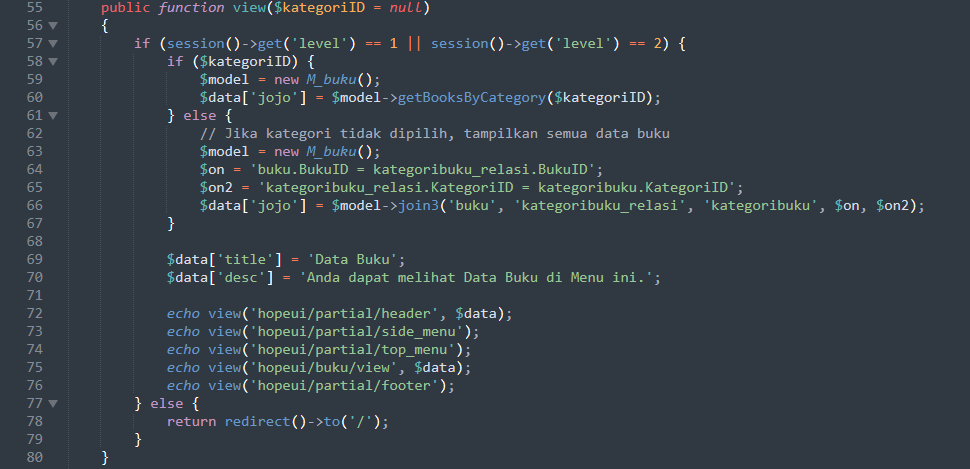 55 public function view($kategoriID = null)
56 {
57 if (session()->get('level') == 1 || session()->get('level') == 2) {
58 if ($kategoriID) {
59 $model = new M_buku();
60 $data['jojo'] = $model->getBooksByCategory($kategoriID);
61 } else {
62 // Jika kategori tidak dipilih, tampilkan semua data buku
63 $model = new M_buku();
64 $on = 'buku.BukuID = kategoribuku_relasi.BukuID';
65 $on2 = 'kategoribuku_relasi.KategoriID = kategoribuku.KategoriID';
66 $data['jojo'] = $model->join3('buku', 'kategoribuku_relasi', 'kategoribuku', $on, $on2);
67 }
68
69 $data['title'] = 'Data Buku';
70 $data['desc'] = 'Anda dapat melihat Data Buku di Menu ini.';
71
72 echo view('hopeui/partial/header', $data);
73 echo view('hopeui/partial/side_menu');
74 echo view('hopeui/partial/top_menu');
75 echo view('hopeui/buku/view', $data);
76 echo view('hopeui/partial/footer');
77 } else {
78 return redirect()->to('/');
79 }
80 }